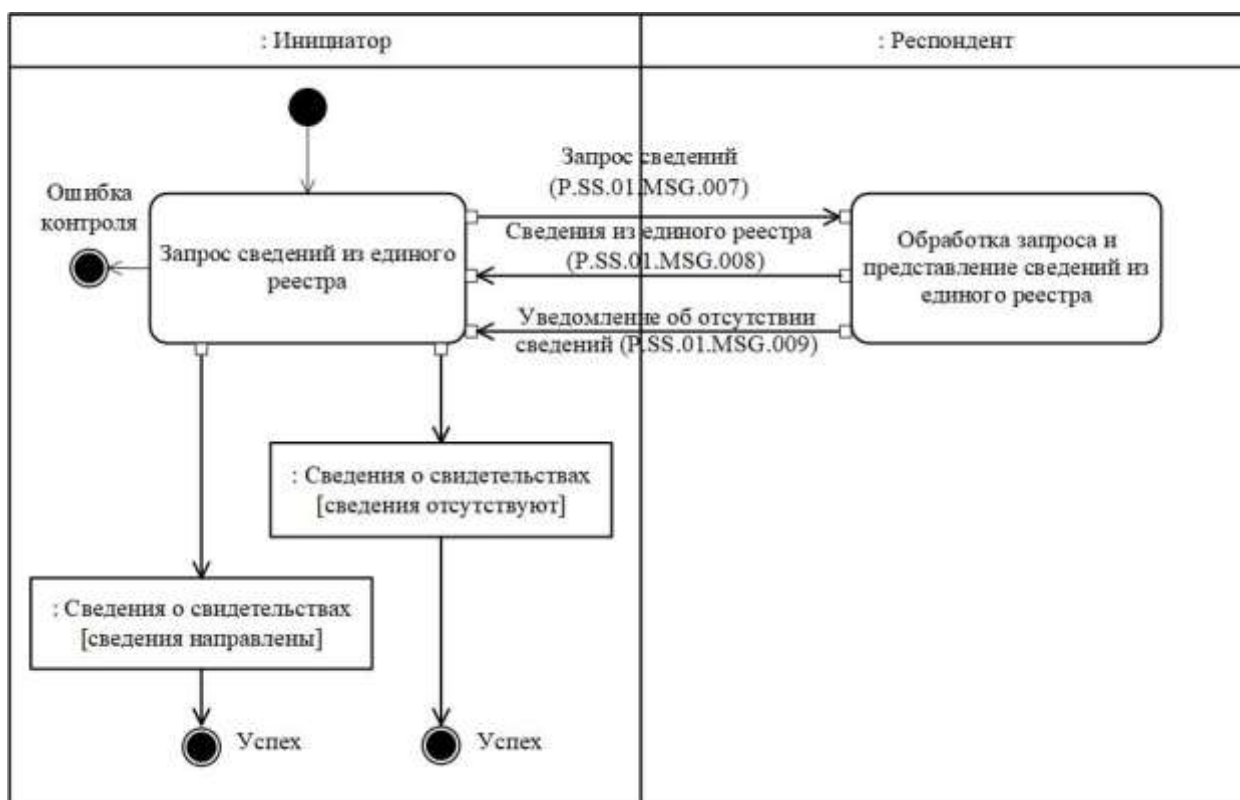 : Инициатор
: Респондент
Запрос сведений
(P.SS.01.MSG.007)
Ошибка
контроля
Запрос сведений из единого
реестра
Сведения из единого реестра
(P.SS.01.MSG.008)
Обработка запроса и
представление сведений из
единого реестра
Уведомление об отсутствии
сведений (P.SS.01.MSG.009)
: Сведения о свидетельствах
[сведения отсутствуют]
: Сведения о свидетельствах
[сведения направлены]
Успех
Успех